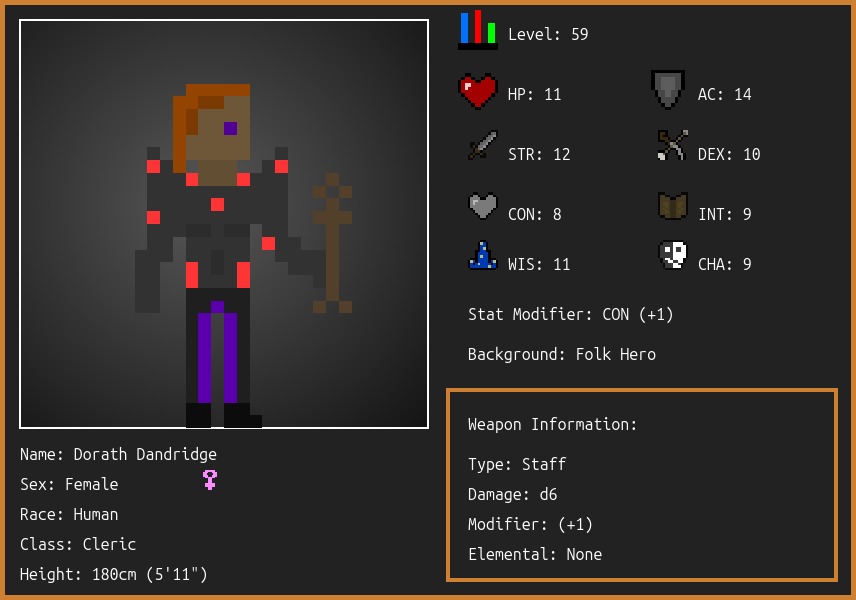 Level: 59
HP: 11
AC: 14
STR: 12
DEX: 10
CON: 8
INT: 9
WIS: 11
CHA: 9
Stat Modifier: CON (+1)
Background: Folk Hero
Weapon Information:
Type: Staff
Damage: d6
Modifier: (+1)
Elemental: None
Name: Dorath Dandridge
Sex: Female
Race: Human
Class: Cleric
Height: 180cm (5'11")